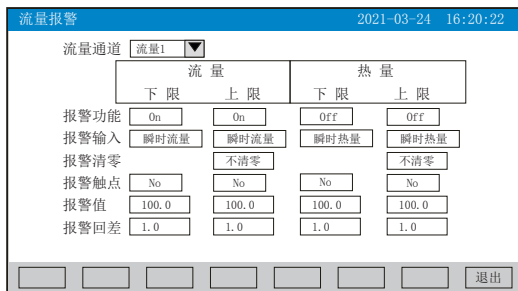 流量报警 2021-03-24 16:20:22
流量通道 流量1
流 量 热 量
下 限 上 限 下 限 上 限
报警功能 On On Off Off
报警输入 瞬时流量 瞬时流量 瞬时热量 瞬时热量
报警清零 不清零 不清零
报警触点 No No No No
报警值 100.0 100.0 100.0 100.0
报警回差 1.0 1.0 1.0 1.0
退出